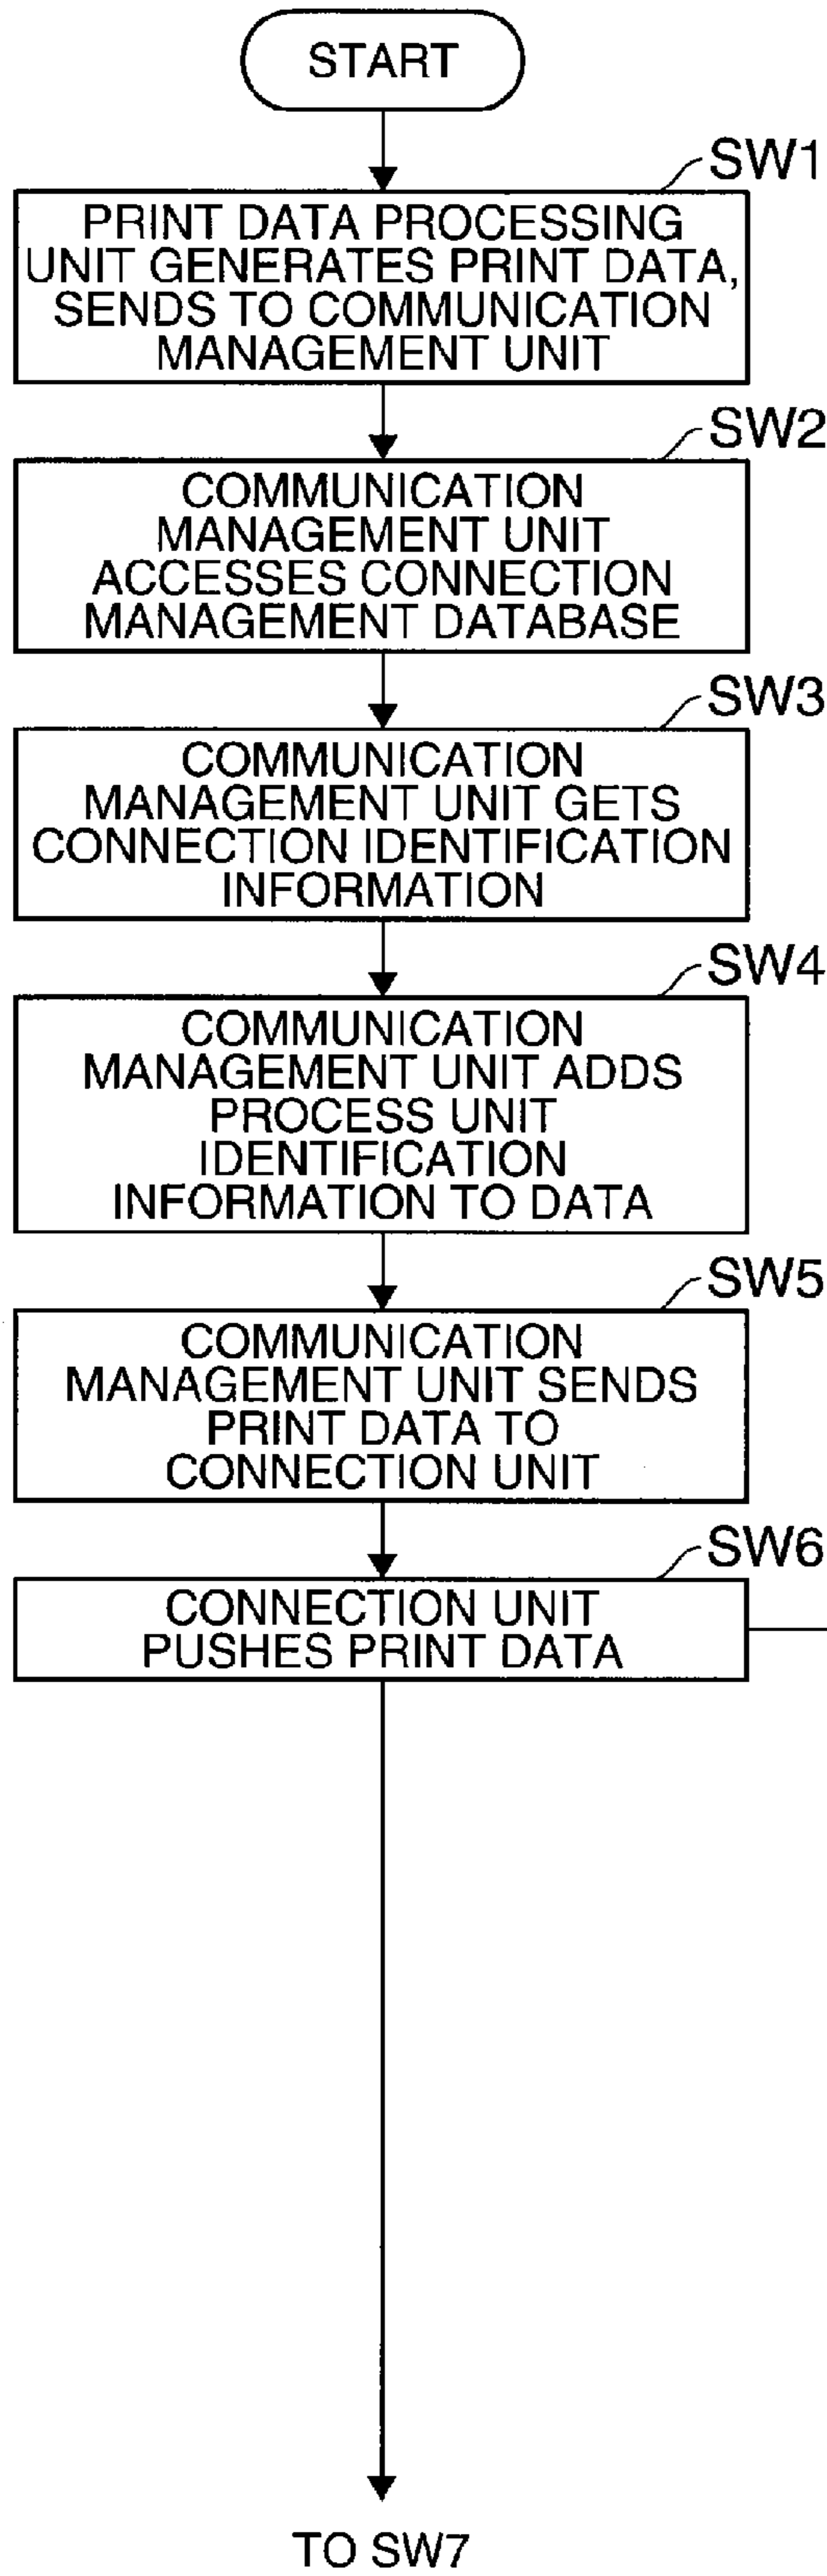 START
SW1
PRINT DATA PROCESSING
UNIT GENERATES PRINT DATA,
SENDS TO COMMUNICATION
MANAGEMENT UNIT
SW2
COMMUNICATION
MANAGEMENT UNIT
ACCESSES CONNECTION
MANAGEMENT DATABASE
SW3
COMMUNICATION
MANAGEMENT UNIT GETS
CONNECTION IDENTIFICATION
INFORMATION
SW4
COMMUNICATION
MANAGEMENT UNIT ADDS
PROCESS UNIT
IDENTIFICATION
INFORMATION TO DATA
SW5
COMMUNICATION
MANAGEMENT UNIT SENDS
PRINT DATA TO
CONNECTION UNIT
SW6
CONNECTION UNIT
PUSHES PRINT DATA
TO SW7